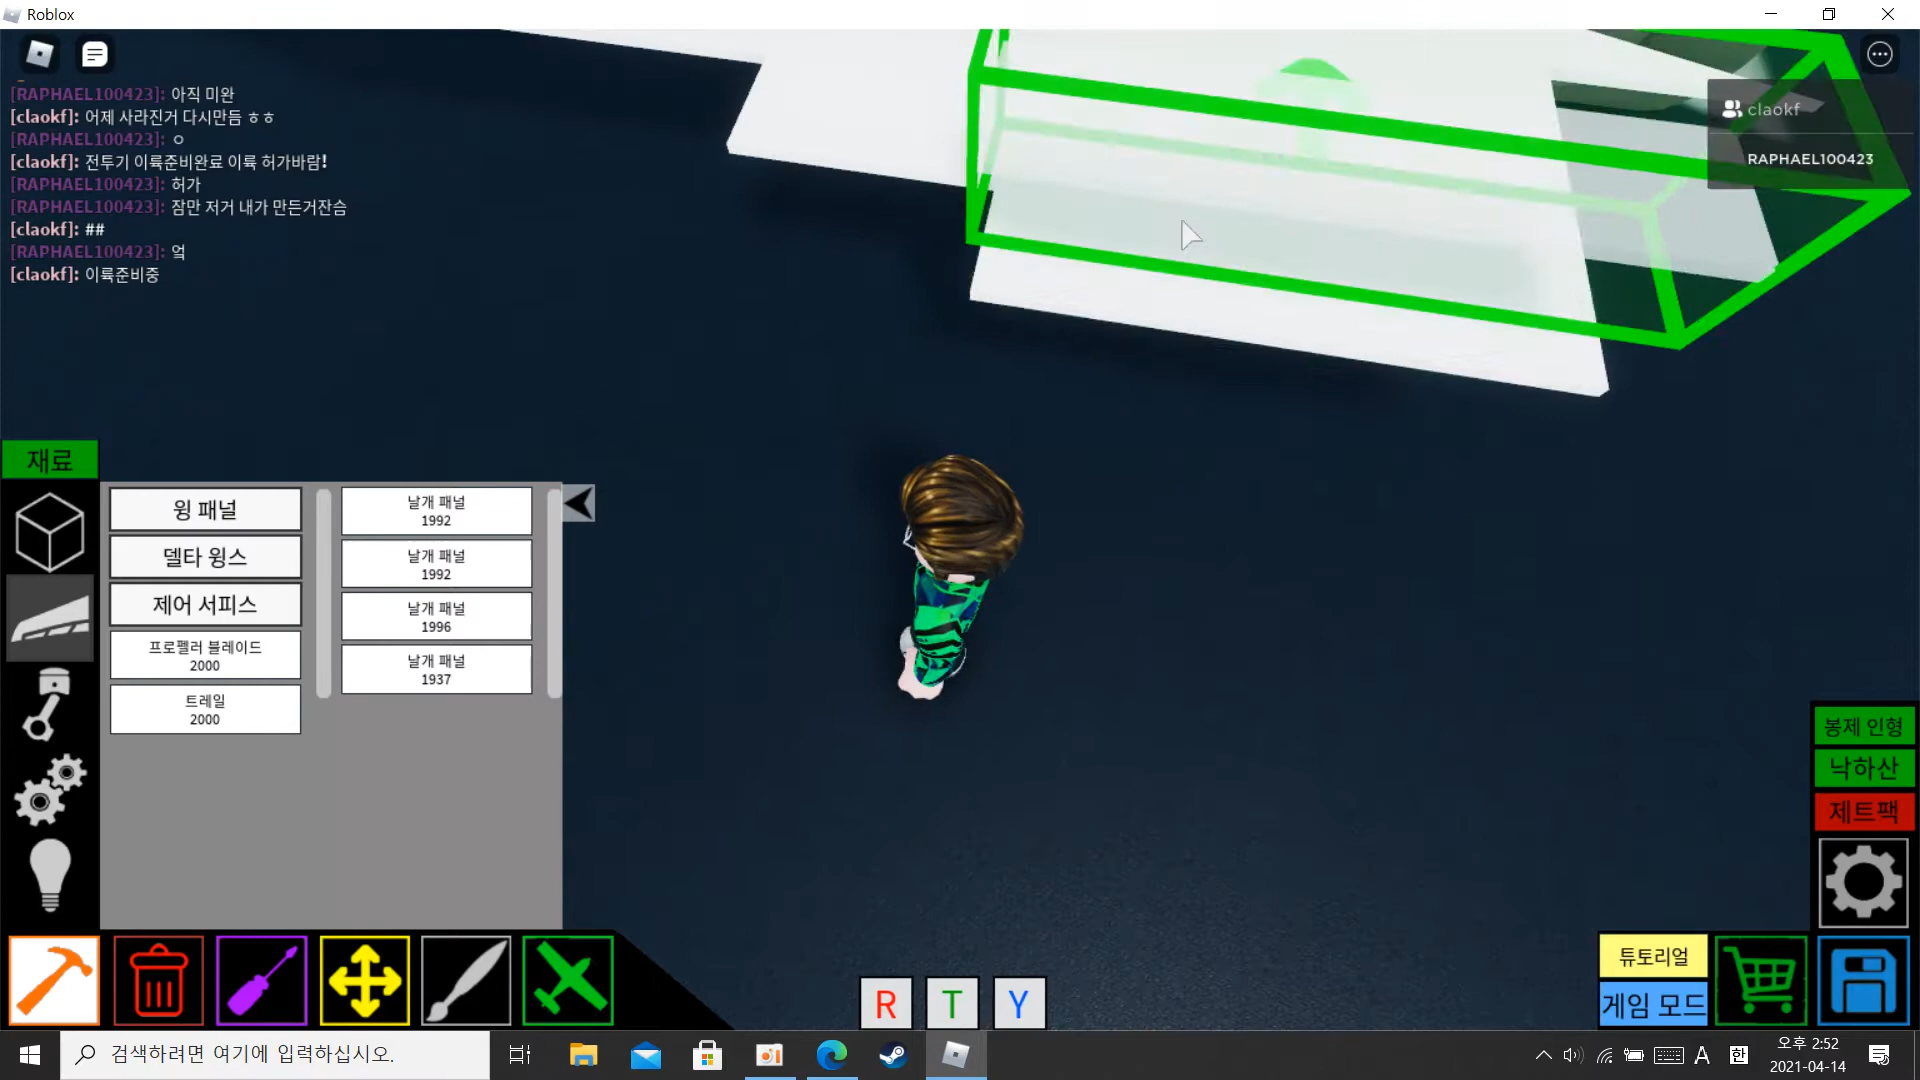 Roblox
[RAPHAEL100423]: 아직 미완
[claokf]: 어제 사라진거 다시만듬 ㅎㅎ
[RAPHAEL100423]: ㅇ
[claokf]: 전투기 이륙준비완료 이륙 허가바람!
[RAPHAEL100423]: 허가
[RAPHAEL100423]: 잠만 저거 내가 만든거잔슴
[claokf]: ##
[RAPHAEL100423]: 엌
[claokf]: 이륙준비중
claokf
RAPHAEL100423
재료
윙 패널
델타 윙스
제어 서피스
프로펠러 블레이드
2000
트레일
2000
날개 패널
1992
날개 패널
1992
날개 패널
1996
날개 패널
1937
봉제 인형
낙하산
제트팩
튜토리얼
게임 모드
R T Y
검색하려면 여기에 입력하십시오.
A
한
오후 2:52
2021-04-14